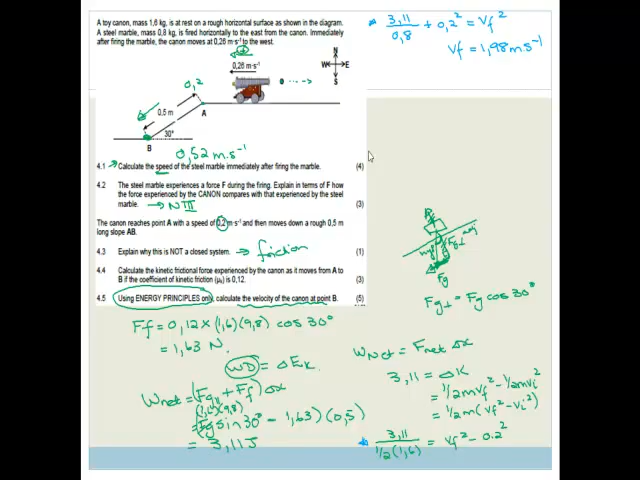 A toy canon, mass 1,6 kg, is at rest on a rough horizontal surface as shown in the diagram.
A steel marble, mass 0,8 kg, is fired horizontally to the east from the canon. Immediately
after firing the marble, the canon moves at 0,26 m·s⁻¹ to the west.
+
0,26 m·s⁻¹
N
W E
S
0,2
0,5 m
A
30°
B
0,52 m.s⁻¹
4.1 Calculate the speed of the steel marble immediately after firing the marble. (4)
4.2 The steel marble experiences a force F during the firing. Explain in terms of F how
the force experienced by the CANON compares with that experienced by the steel
marble. → N III (3)
The canon reaches point A with a speed of 0,2 m·s⁻¹ and then moves down a rough 0,5 m
long slope AB.
4.3 Explain why this is NOT a closed system. → friction (1)
4.4 Calculate the kinetic frictional force experienced by the canon as it moves from A to
B if the coefficient of kinetic friction (μₖ) is 0,12. (3)
4.5 Using ENERGY PRINCIPLES only, calculate the velocity of the canon at point B. (5)
Ff = 0,12 × (1,6)(9,8) cos 30°
= 1,63 N.
WD = ΔEk
Wnet = (Fg∥ + Ff) Δx
(1,6)(9,8)
= (Fg sin 30° - 1,63)(0,5)
= 3,11 J
3,11/0,8 + 0,2² = Vf²
Vf = 1,98 m.s⁻¹
Fg⊥
Fg
Fg⊥ = Fg cos 30°
WNet = Fnet Δx
3,11 = ΔK
= 1/2mvf² - 1/2mvi²
= 1/2m(vf² - vi²)
3,11/1/2(1,6) = vf² - 0.2²